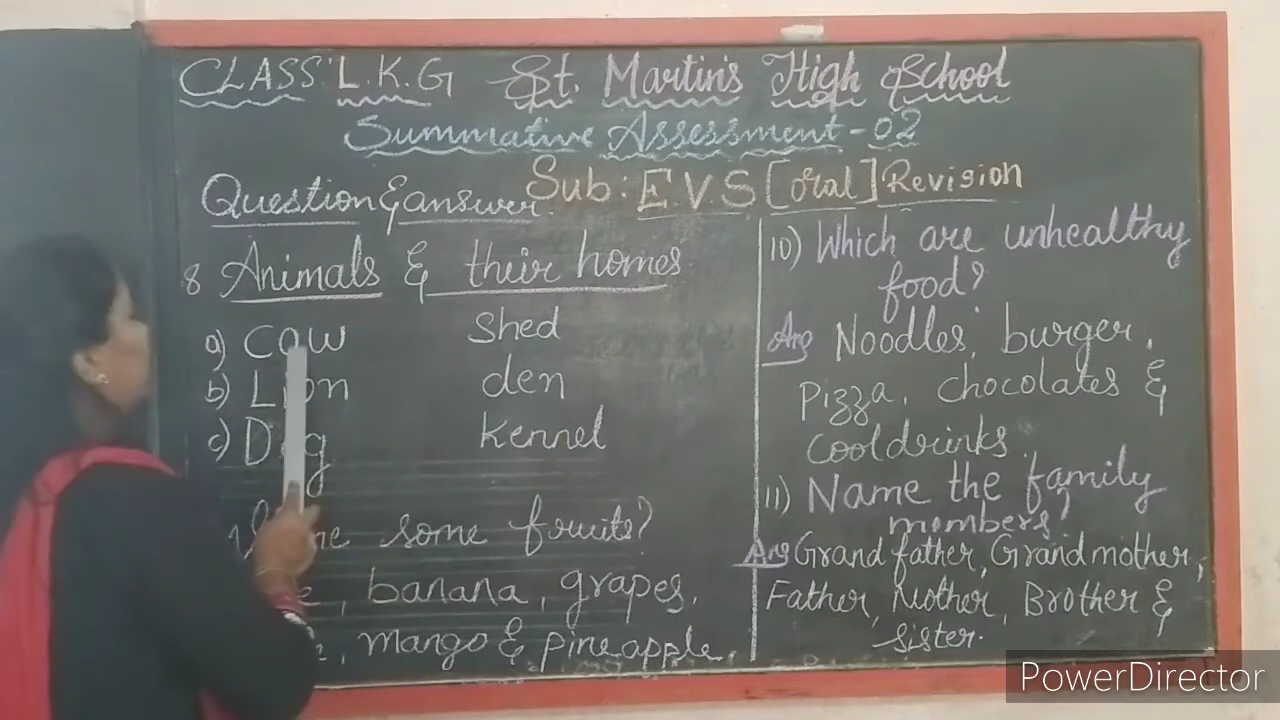 CLASS: L.K.G St. Martin's High School
Summative Assessment - 02
Sub: E.V.S [oral] Revision
Question & answer.
8 Animals & their homes
a) Cow Shed
b) Lion den
c) Dog Kennel
some fruits?
, banana, grapes,
, mango & pineapple.
10) Which are unhealthy
food?
Ans Noodles, burger,
Pizza, chocolates &
Cooldrinks
11) Name the family
members?
Ans Grand father, Grand mother,
Father, Mother, Brother &
sister.
PowerDirector